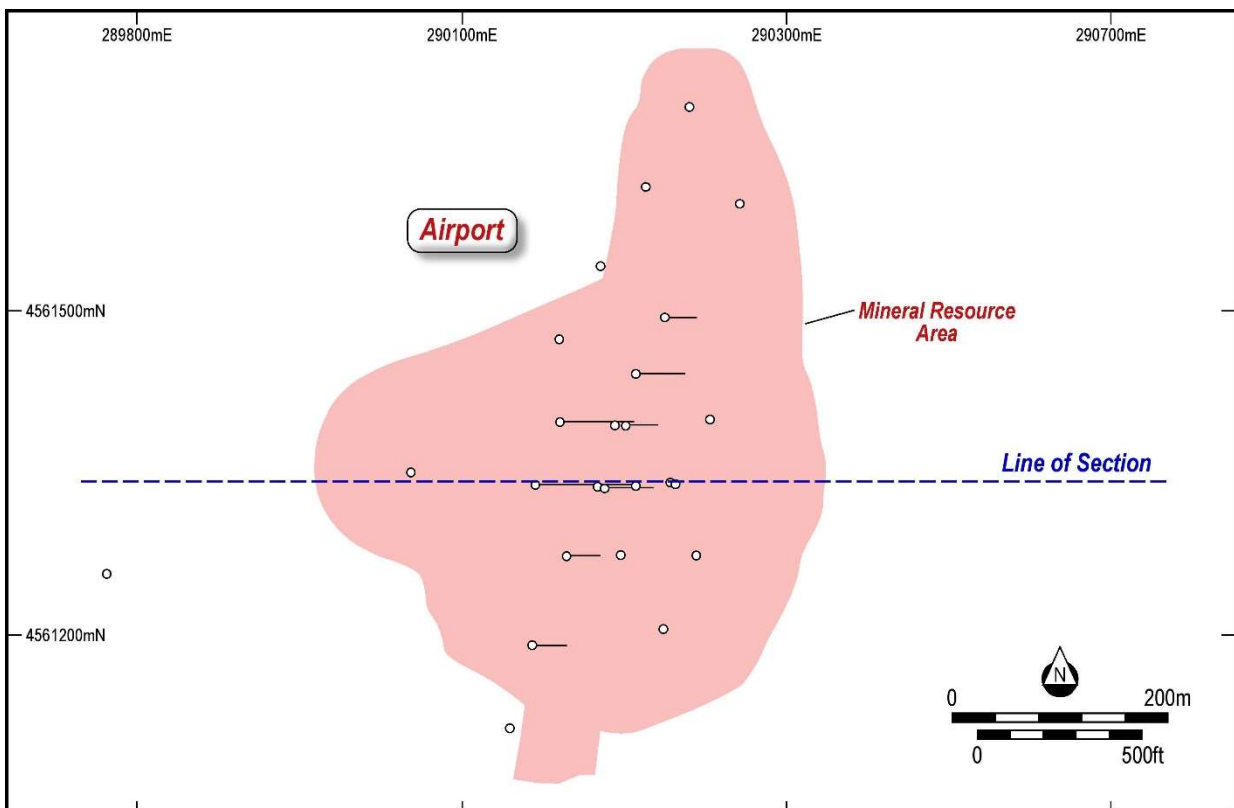 289800mE 290100mE 290300mE 290700mE
Airport
4561500mN
Mineral Resource
Area
Line of Section
4561200mN
N
0 200m
0 500ft